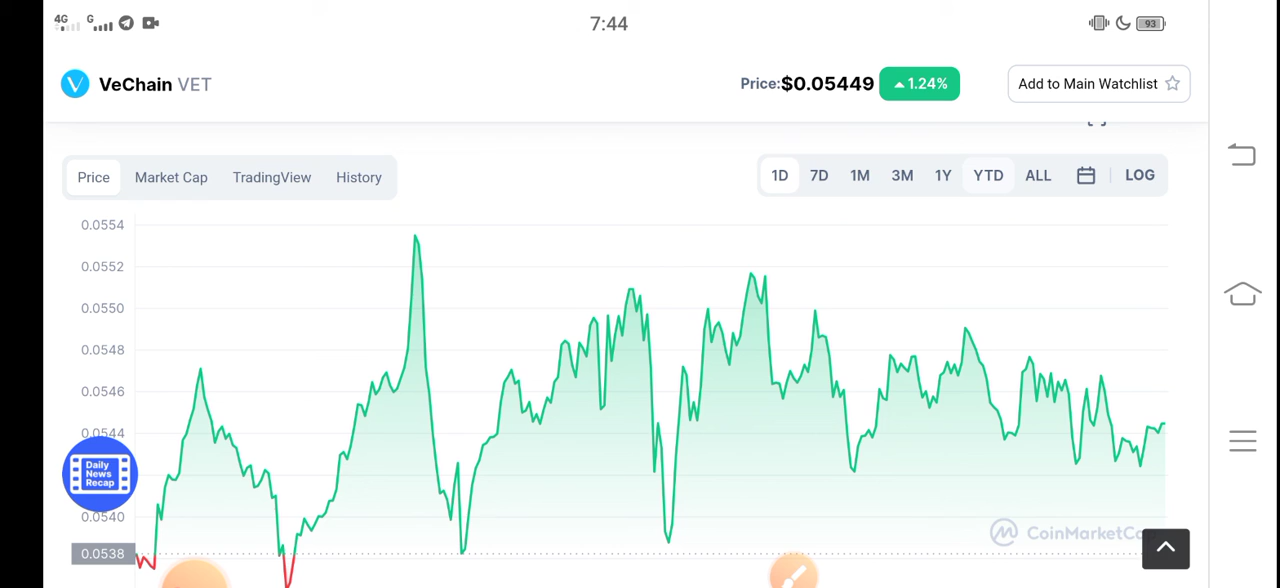 4G G 7:44 93
VeChain VET Price: $0.05449 1.24% Add to Main Watchlist
Price Market Cap TradingView History 1D 7D 1M 3M 1Y YTD ALL LOG
0.0554
0.0552
0.0550
0.0548
0.0546
0.0544
Daily
News
Recap
0.0540
CoinMarketC
0.0538